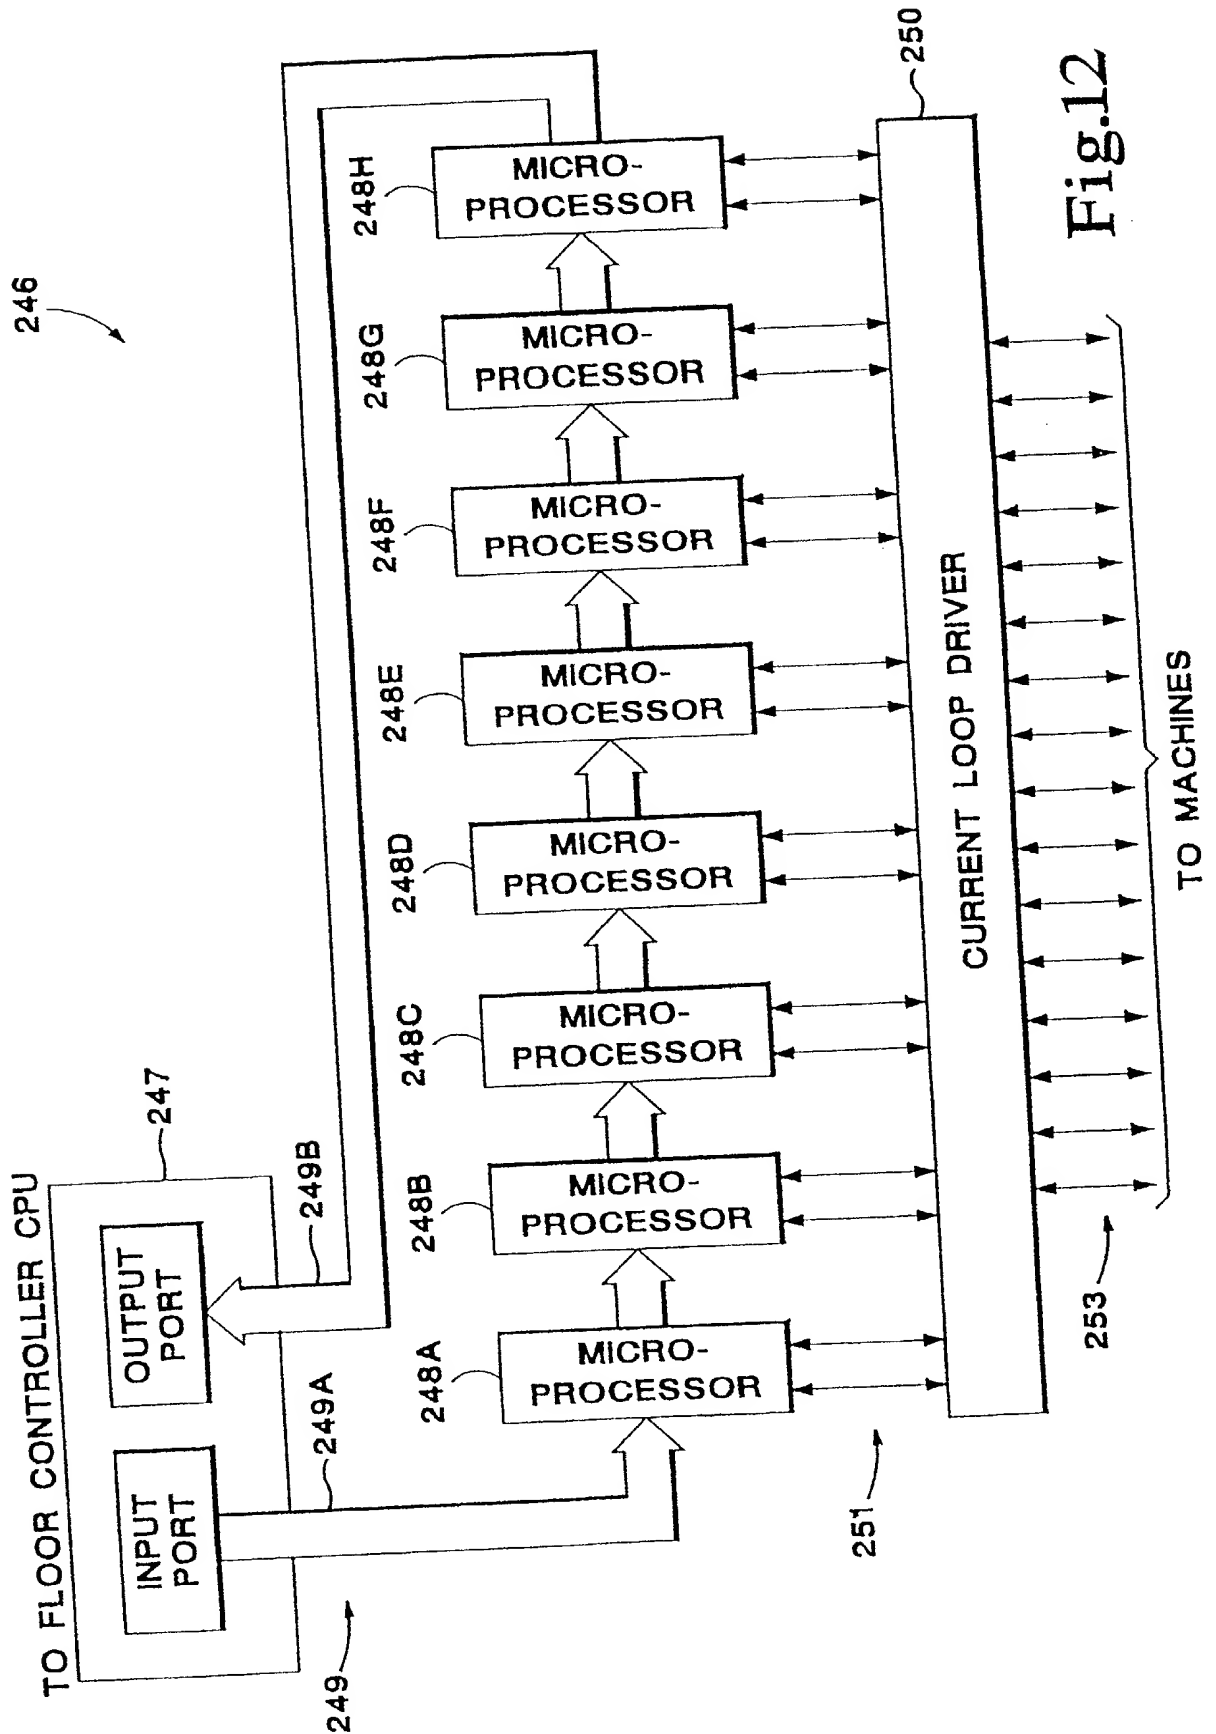 246
TO FLOOR CONTROLLER CPU
247
INPUT
PORT
OUTPUT
PORT
249
249A
249B
248A
248B
248C
248D
248E
248F
248G
248H
MICRO-
PROCESSOR
MICRO-
PROCESSOR
MICRO-
PROCESSOR
MICRO-
PROCESSOR
MICRO-
PROCESSOR
MICRO-
PROCESSOR
MICRO-
PROCESSOR
MICRO-
PROCESSOR
251
250
CURRENT LOOP DRIVER
253
TO MACHINES
Fig.12